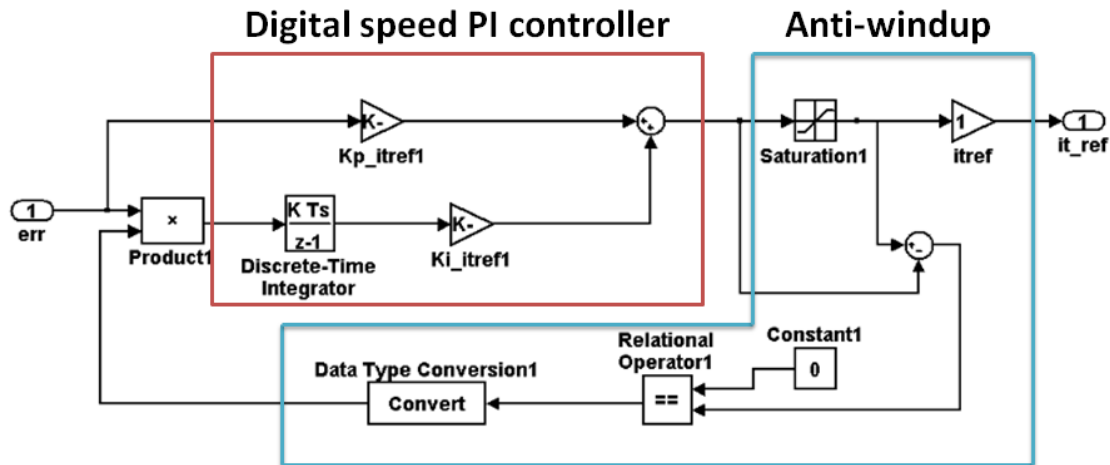 Digital speed PI controller
Anti-windup
K-
Kp_itref1
+
+
Saturation1
1
itref
1
it_ref
1
err
×
Product1
K Ts
z-1
Discrete-Time
Integrator
K-
Ki_itref1
+
-
Constant1
0
Relational
Operator1
==
Data Type Conversion1
Convert